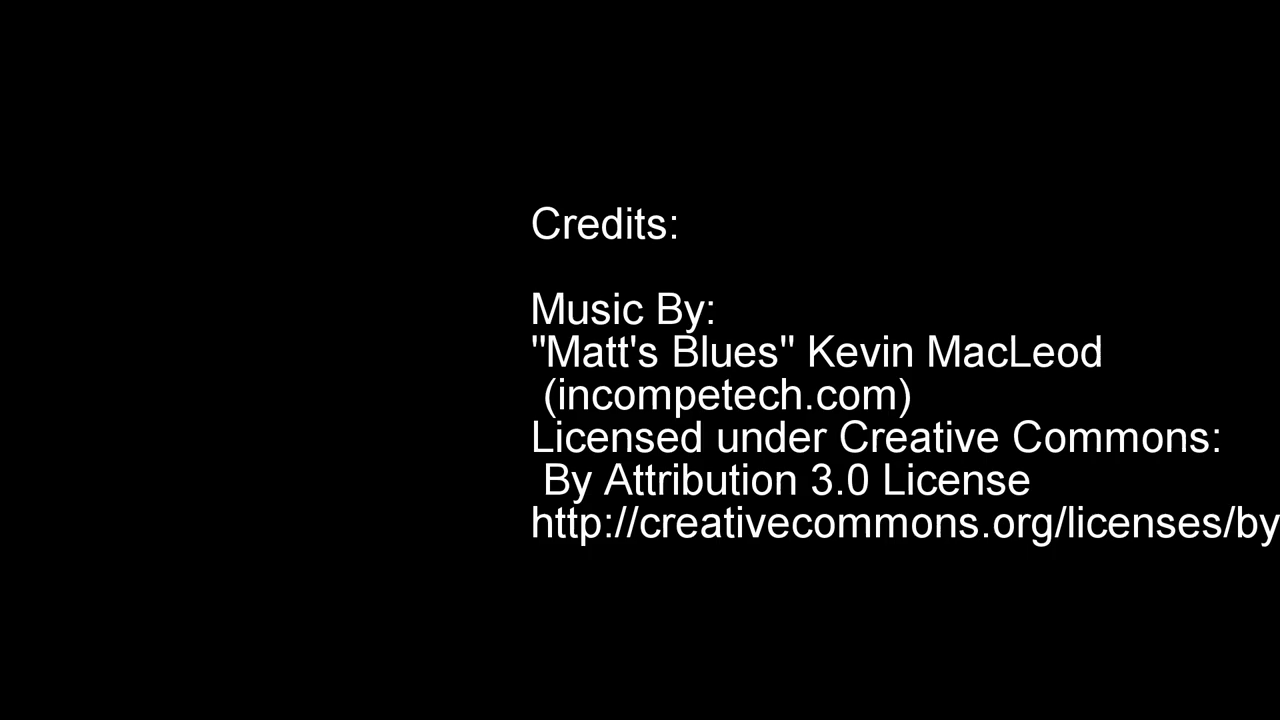 Credits:
Music By:
"Matt's Blues" Kevin MacLeod
(incompetech.com)
Licensed under Creative Commons:
By Attribution 3.0 License
http://creativecommons.org/licenses/by